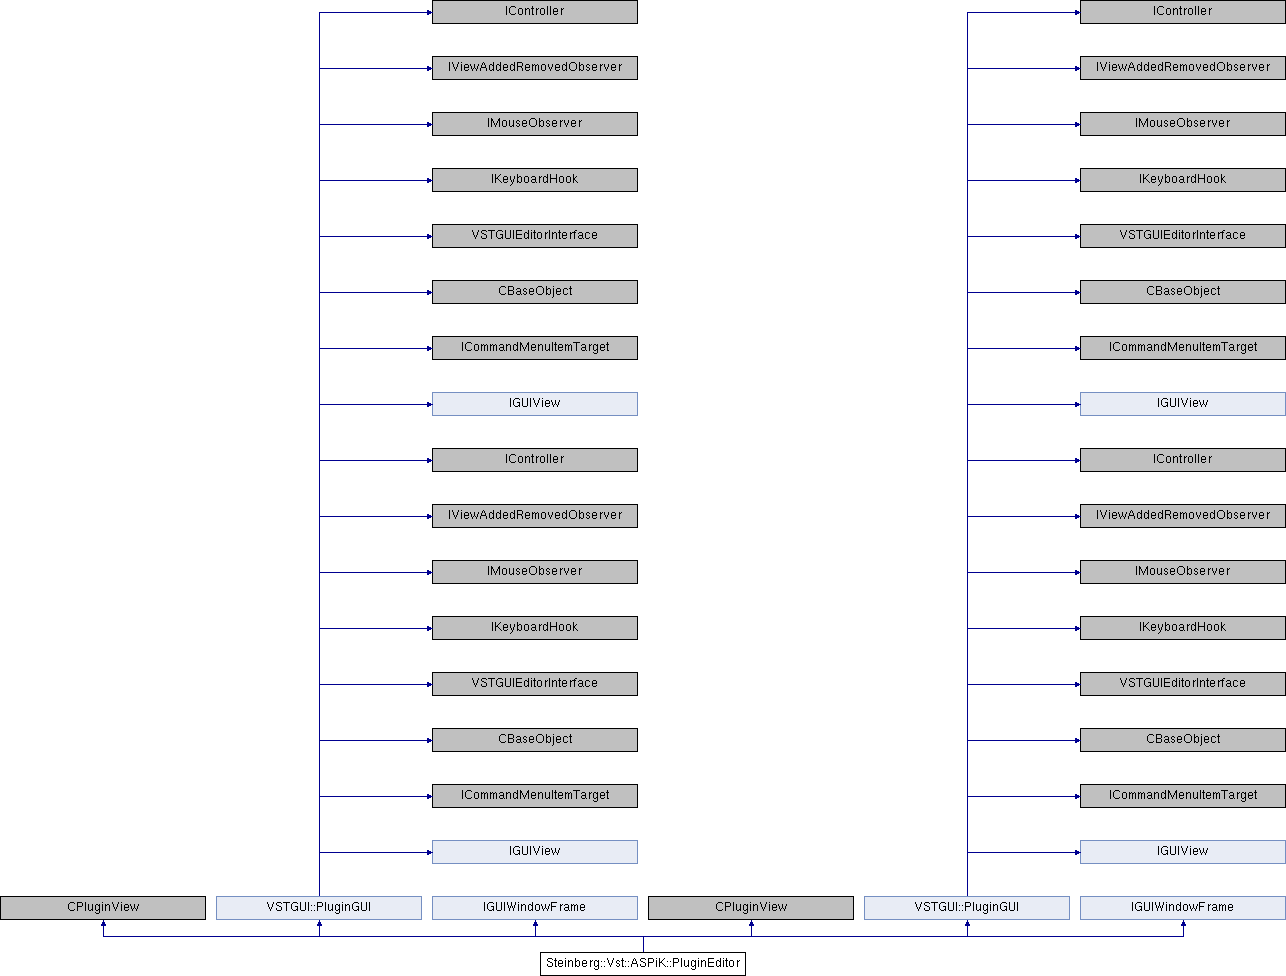 IController IController
IViewAddedRemovedObserver IViewAddedRemovedObserver
IMouseObserver IMouseObserver
IKeyboardHook IKeyboardHook
VSTGUIEditorInterface VSTGUIEditorInterface
CBaseObject CBaseObject
ICommandMenuItemTarget ICommandMenuItemTarget
IGUIView IGUIView
IController IController
IViewAddedRemovedObserver IViewAddedRemovedObserver
IMouseObserver IMouseObserver
IKeyboardHook IKeyboardHook
VSTGUIEditorInterface VSTGUIEditorInterface
CBaseObject CBaseObject
ICommandMenuItemTarget ICommandMenuItemTarget
IGUIView IGUIView
CPluginView VSTGUI::PluginGUI IGUIWindowFrame CPluginView VSTGUI::PluginGUI IGUIWindowFrame
Steinberg::Vst::ASPiK::PluginEditor